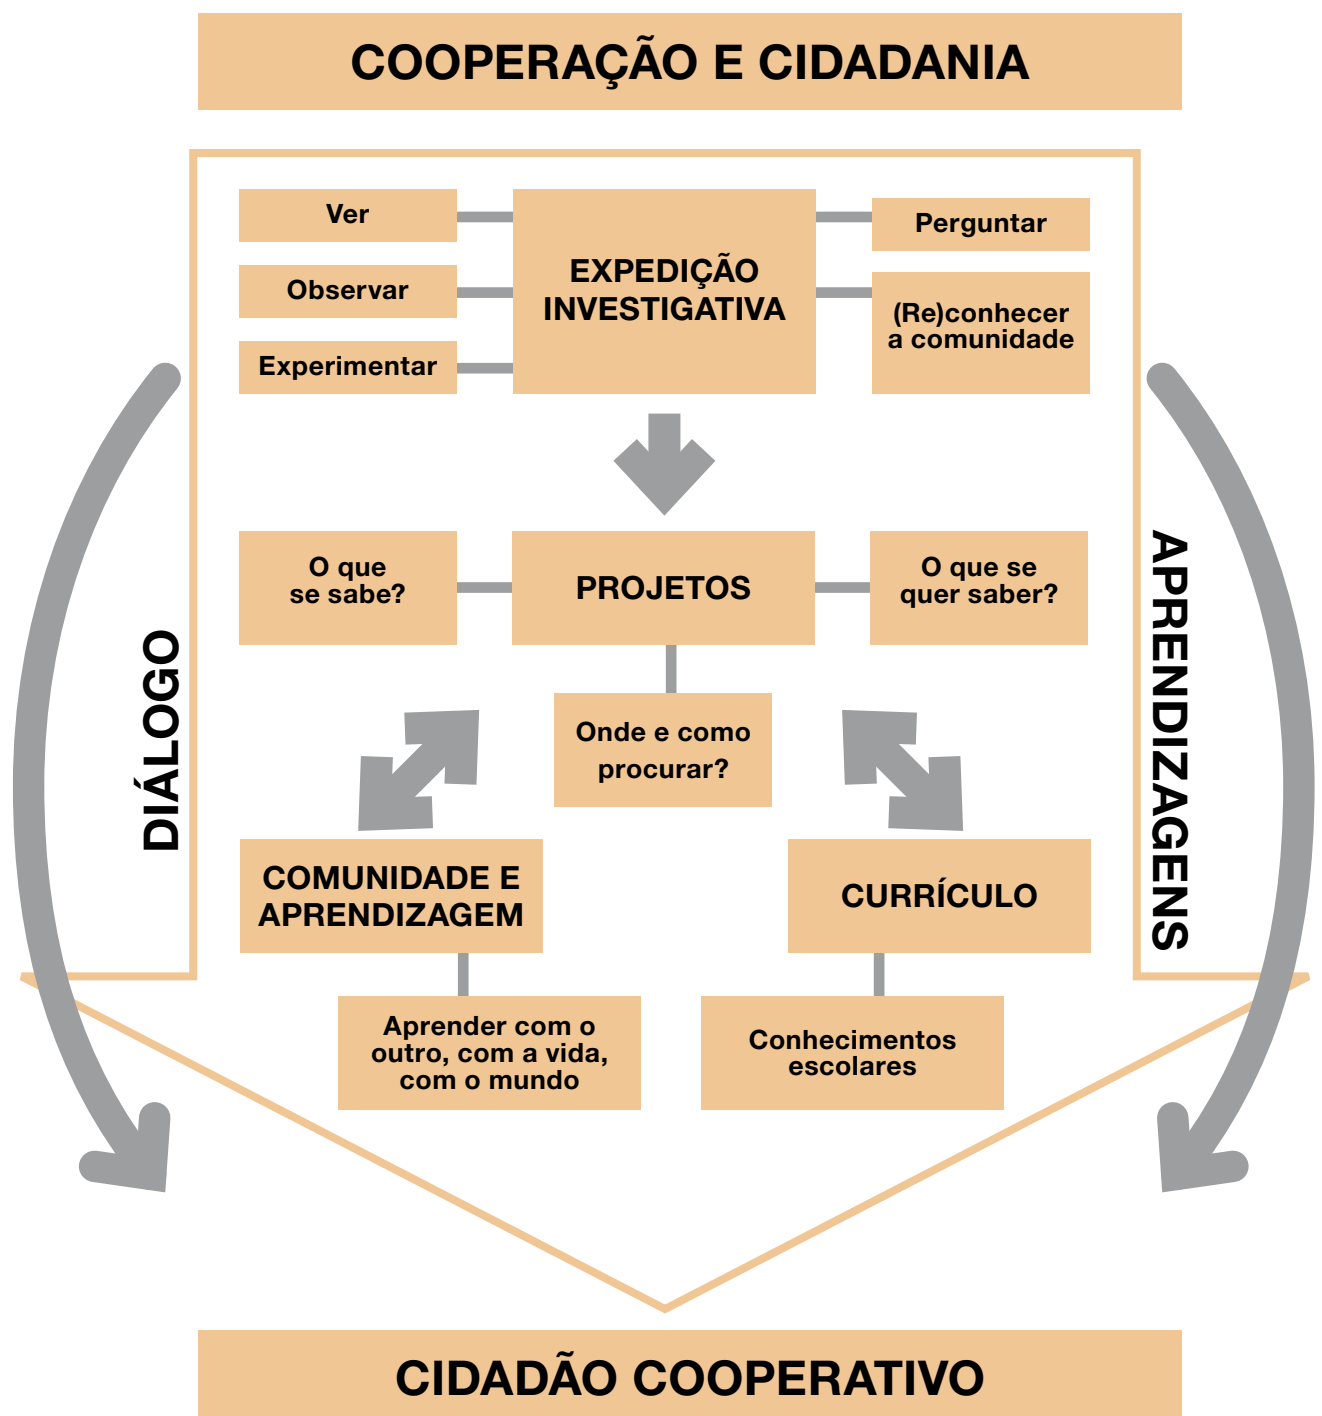 COOPERAÇÃO E CIDADANIA
Ver
Observar
Experimentar
EXPEDIÇÃO
INVESTIGATIVA
Perguntar
(Re)conhecer
a comunidade
O que
se sabe?
PROJETOS
O que se
quer saber?
Onde e como
procurar?
DIÁLOGO
APRENDIZAGENS
COMUNIDADE E
APRENDIZAGEM
CURRÍCULO
Aprender com o
outro, com a vida,
com o mundo
Conhecimentos
escolares
CIDADÃO COOPERATIVO